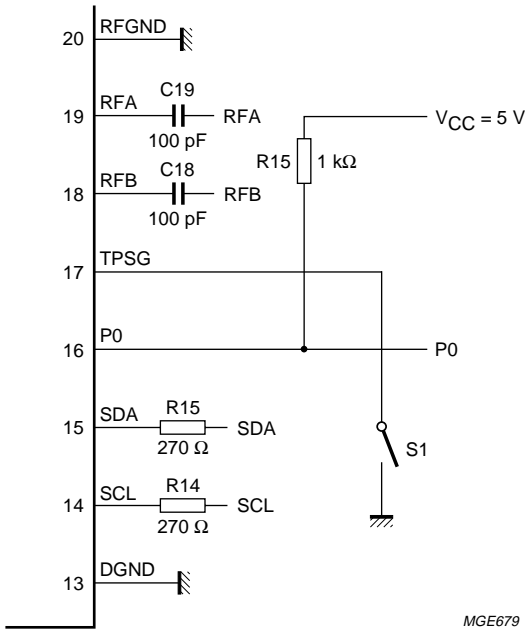 20 RFGND
C19
19 RFA RFA
100 pF
VCC = 5 V
R15 1 kΩ
C18
18 RFB RFB
100 pF
17 TPSG
16 P0 P0
R15
15 SDA SDA
270 Ω
S1
R14
14 SCL SCL
270 Ω
13 DGND
MGE679